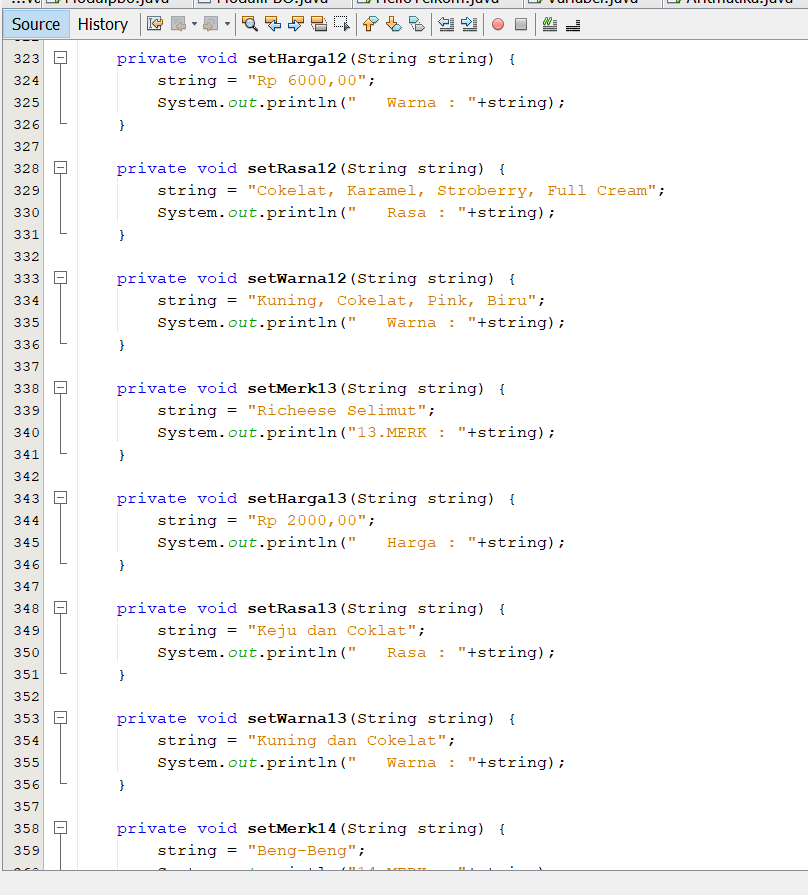 Source History
323 private void setHarga12(String string) {
324 string = "Rp 6000,00";
325 System.out.println("   Warna : "+string);
326 }
327
328 private void setRasa12(String string) {
329 string = "Cokelat, Karamel, Stroberry, Full Cream";
330 System.out.println("   Rasa : "+string);
331 }
332
333 private void setWarna12(String string) {
334 string = "Kuning, Cokelat, Pink, Biru";
335 System.out.println("   Warna : "+string);
336 }
337
338 private void setMerk13(String string) {
339 string = "Richeese Selimut";
340 System.out.println("13.MERK : "+string);
341 }
342
343 private void setHarga13(String string) {
344 string = "Rp 2000,00";
345 System.out.println("   Harga : "+string);
346 }
347
348 private void setRasa13(String string) {
349 string = "Keju dan Coklat";
350 System.out.println("   Rasa : "+string);
351 }
352
353 private void setWarna13(String string) {
354 string = "Kuning dan Cokelat";
355 System.out.println("   Warna : "+string);
356 }
357
358 private void setMerk14(String string) {
359 string = "Beng-Beng";